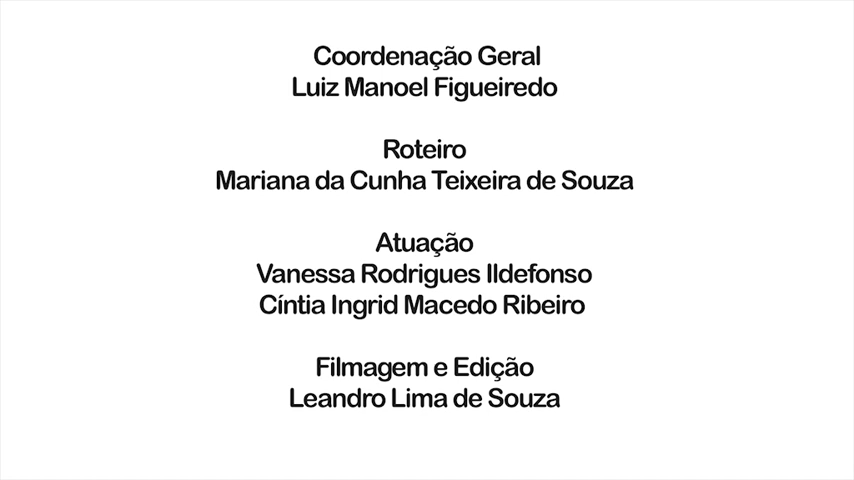 Coordenação Geral
Luiz Manoel Figueiredo
Roteiro
Mariana da Cunha Teixeira de Souza
Atuação
Vanessa Rodrigues Ildefonso
Cíntia Ingrid Macedo Ribeiro
Filmagem e Edição
Leandro Lima de Souza